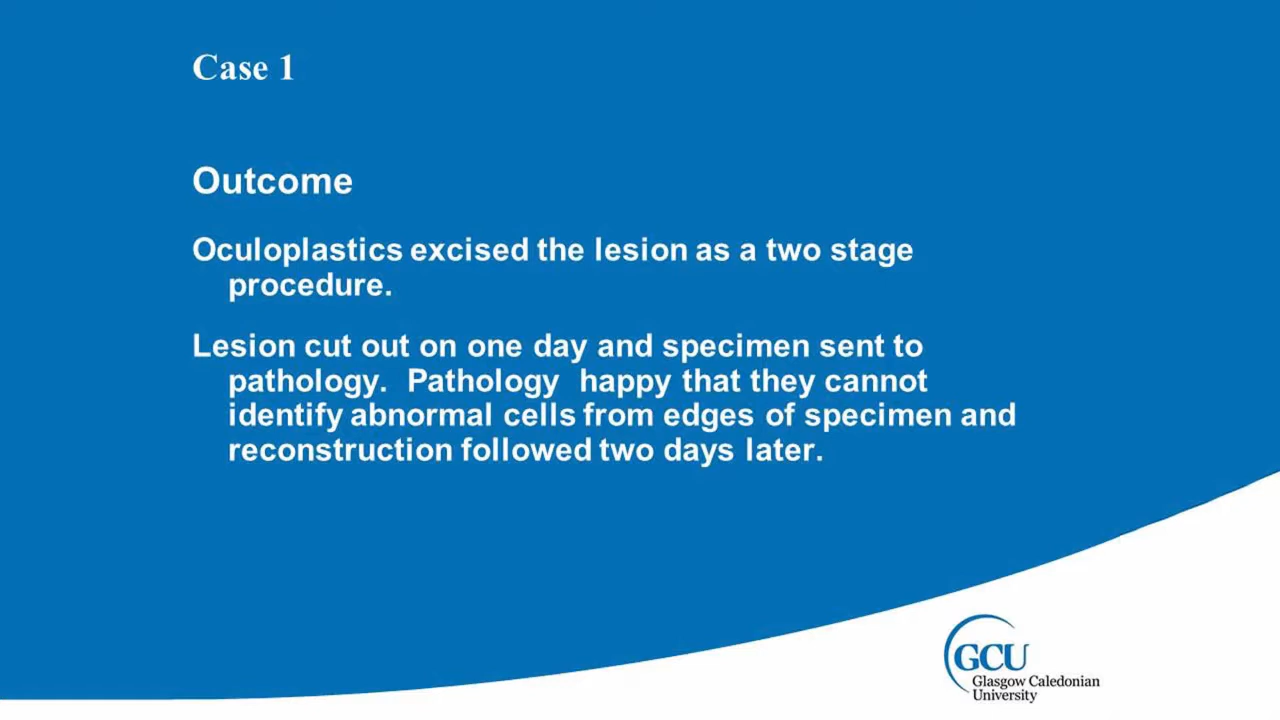 Case 1
Outcome
Oculoplastics excised the lesion as a two stage
procedure.
Lesion cut out on one day and specimen sent to
pathology.  Pathology  happy that they cannot
identify abnormal cells from edges of specimen and
reconstruction followed two days later.
GCU
Glasgow Caledonian
University